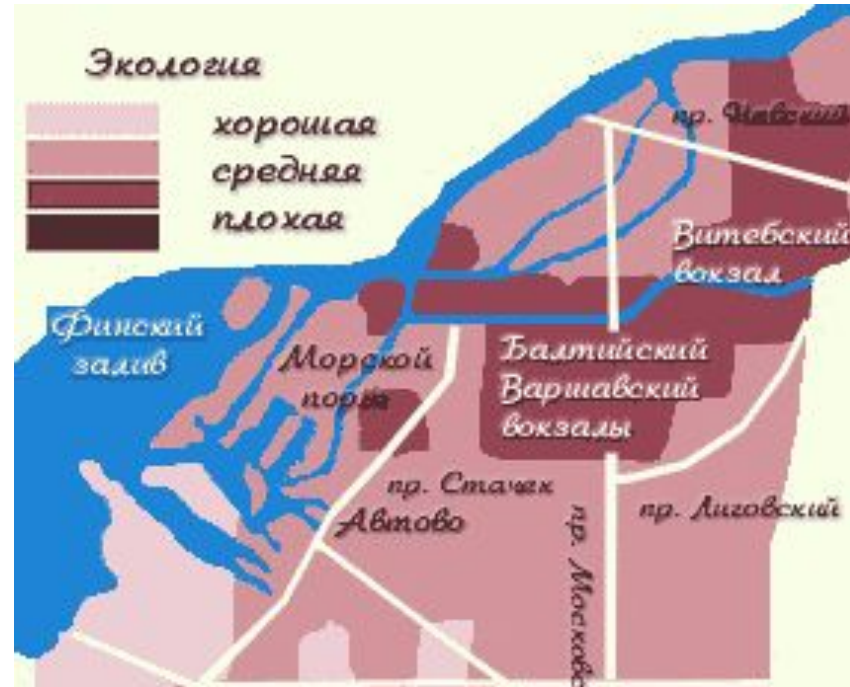 Экология
хорошая
средняя
плохая
пр. Невский
Витебский
вокзал
Финский
залив
Морской
порт
Балтийский
Варшавский
вокзалы
пр. Стачек
Автово
пр. Лиговский
пр. Московс